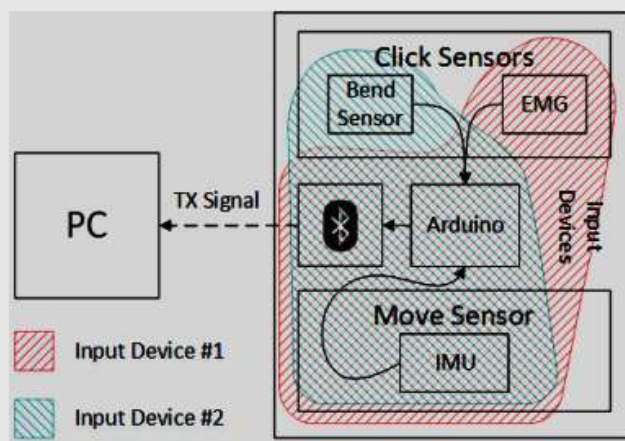 Click Sensors
Bend
Sensor
EMG
PC
TX Signal
Arduino
Input
Devices
Move Sensor
IMU
Input Device #1
Input Device #2